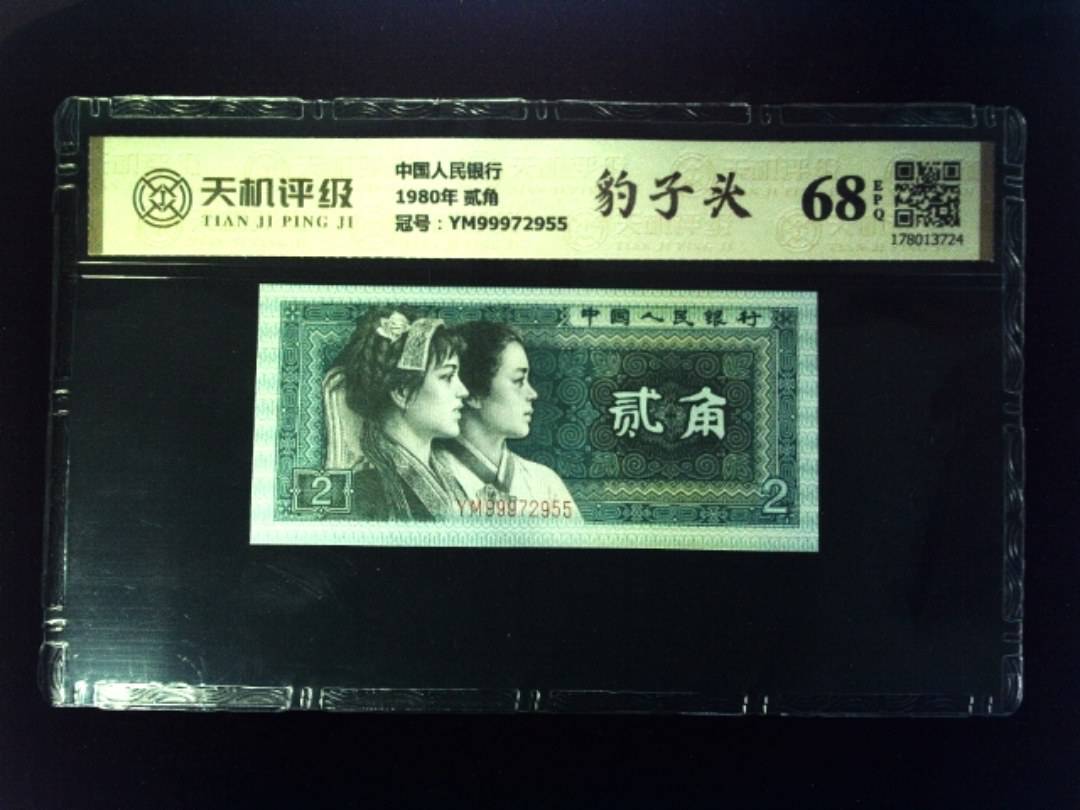 天机评级
TIAN JI PING JI
中国人民银行
1980年 贰角
冠号：YM99972955
豹子头
68
EPQ
178013724
中国人民银行
贰角
2
YM99972955
2